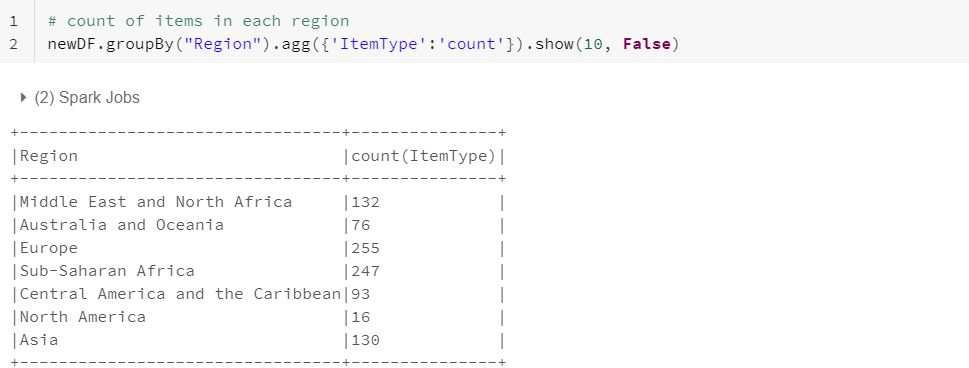 1 # count of items in each region
2 newDF.groupBy("Region").agg({'ItemType':'count'}).show(10, False)
(2) Spark Jobs
+---------------------------------+---------------+
|Region                           |count(ItemType)|
+---------------------------------+---------------+
|Middle East and North Africa     |132            |
|Australia and Oceania            |76             |
|Europe                           |255            |
|Sub-Saharan Africa               |247            |
|Central America and the Caribbean|93             |
|North America                    |16             |
|Asia                             |130            |
+---------------------------------+---------------+